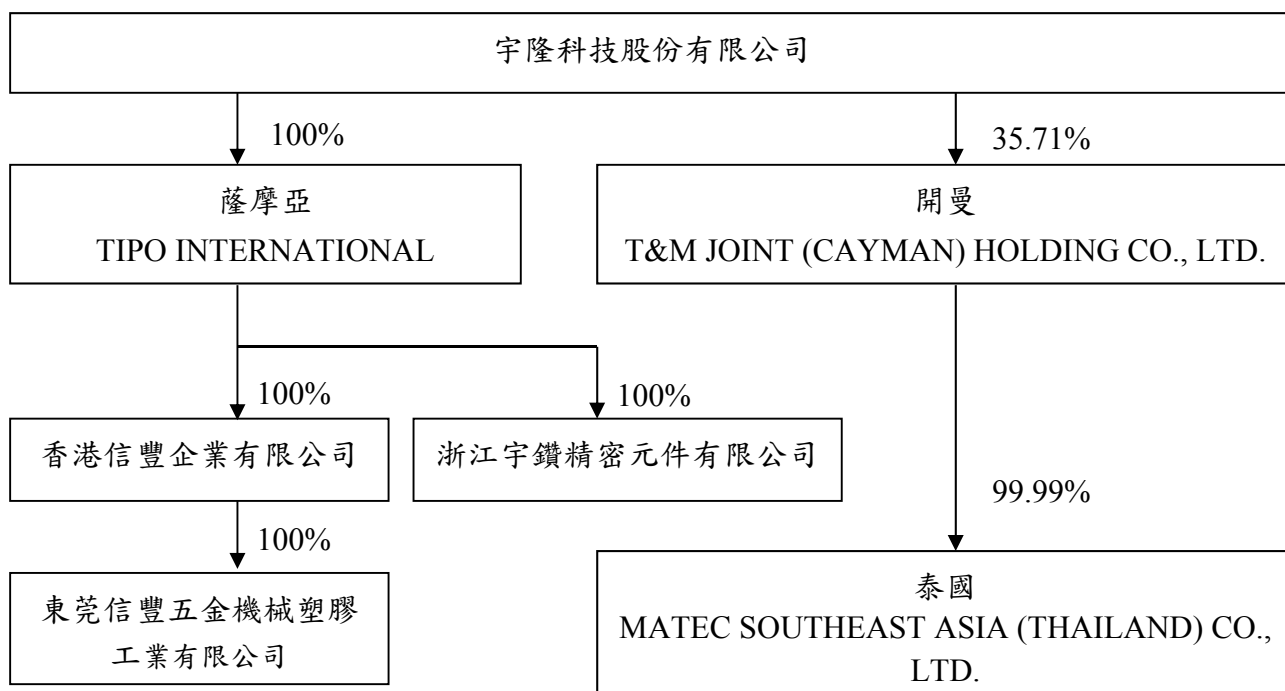 宇隆科技股份有限公司
100%
35.71%
薩摩亞
TIPO INTERNATIONAL
開曼
T&M JOINT (CAYMAN) HOLDING CO., LTD.
100%
100%
香港信豐企業有限公司
浙江宇鑽精密元件有限公司
99.99%
100%
東莞信豐五金機械塑膠
工業有限公司
泰國
MATEC SOUTHEAST ASIA (THAILAND) CO.,
LTD.